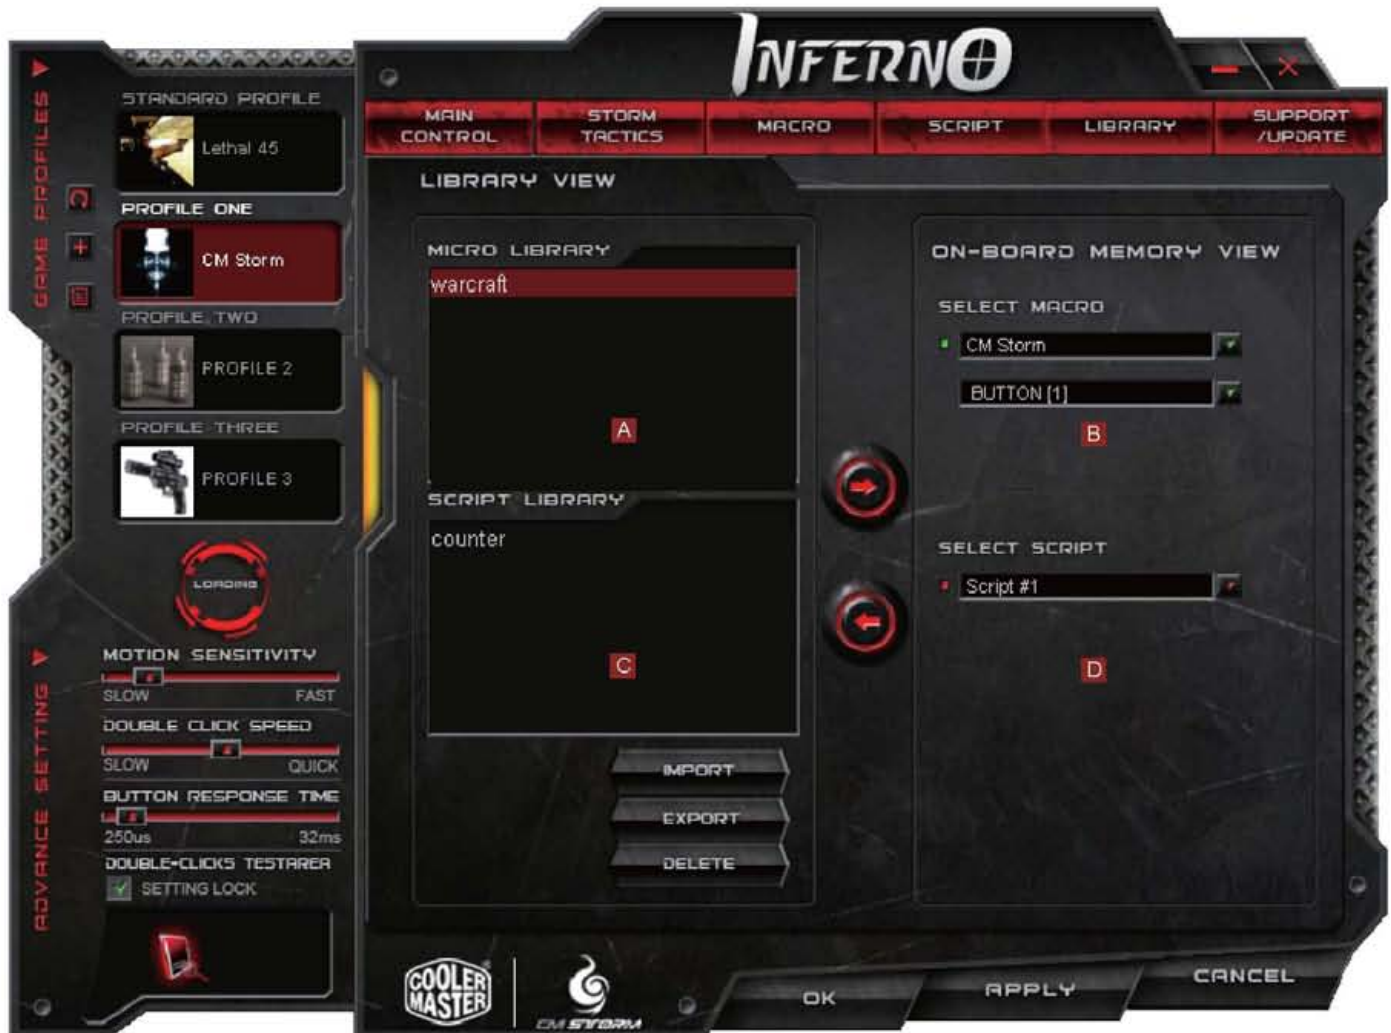 INFERNO
GAME PROFILES
STANDARD PROFILE
Lethal 45
PROFILE ONE
CM Storm
PROFILE TWO
PROFILE 2
PROFILE THREE
PROFILE 3
LOADING
ADVANCE SETTING
MOTION SENSITIVITY
SLOW FAST
DOUBLE CLICK SPEED
SLOW QUICK
BUTTON RESPONSE TIME
250us 32ms
DOUBLE-CLICKS TESTARER
SETTING LOCK
MAIN CONTROL
STORM TACTICS
MACRO
SCRIPT
LIBRARY
SUPPORT /UPDATE
LIBRARY VIEW
MICRO LIBRARY
warcraft
A
SCRIPT LIBRARY
counter
C
IMPORT
EXPORT
DELETE
ON-BOARD MEMORY VIEW
SELECT MACRO
CM Storm
BUTTON [1]
B
SELECT SCRIPT
Script #1
D
COOLER MASTER
CM STORM
OK
APPLY
CANCEL